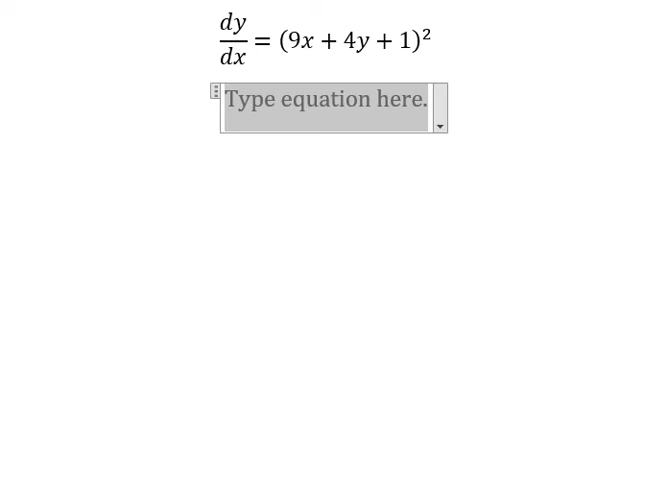 dy/dx = (9x + 4y + 1)²
Type equation here.